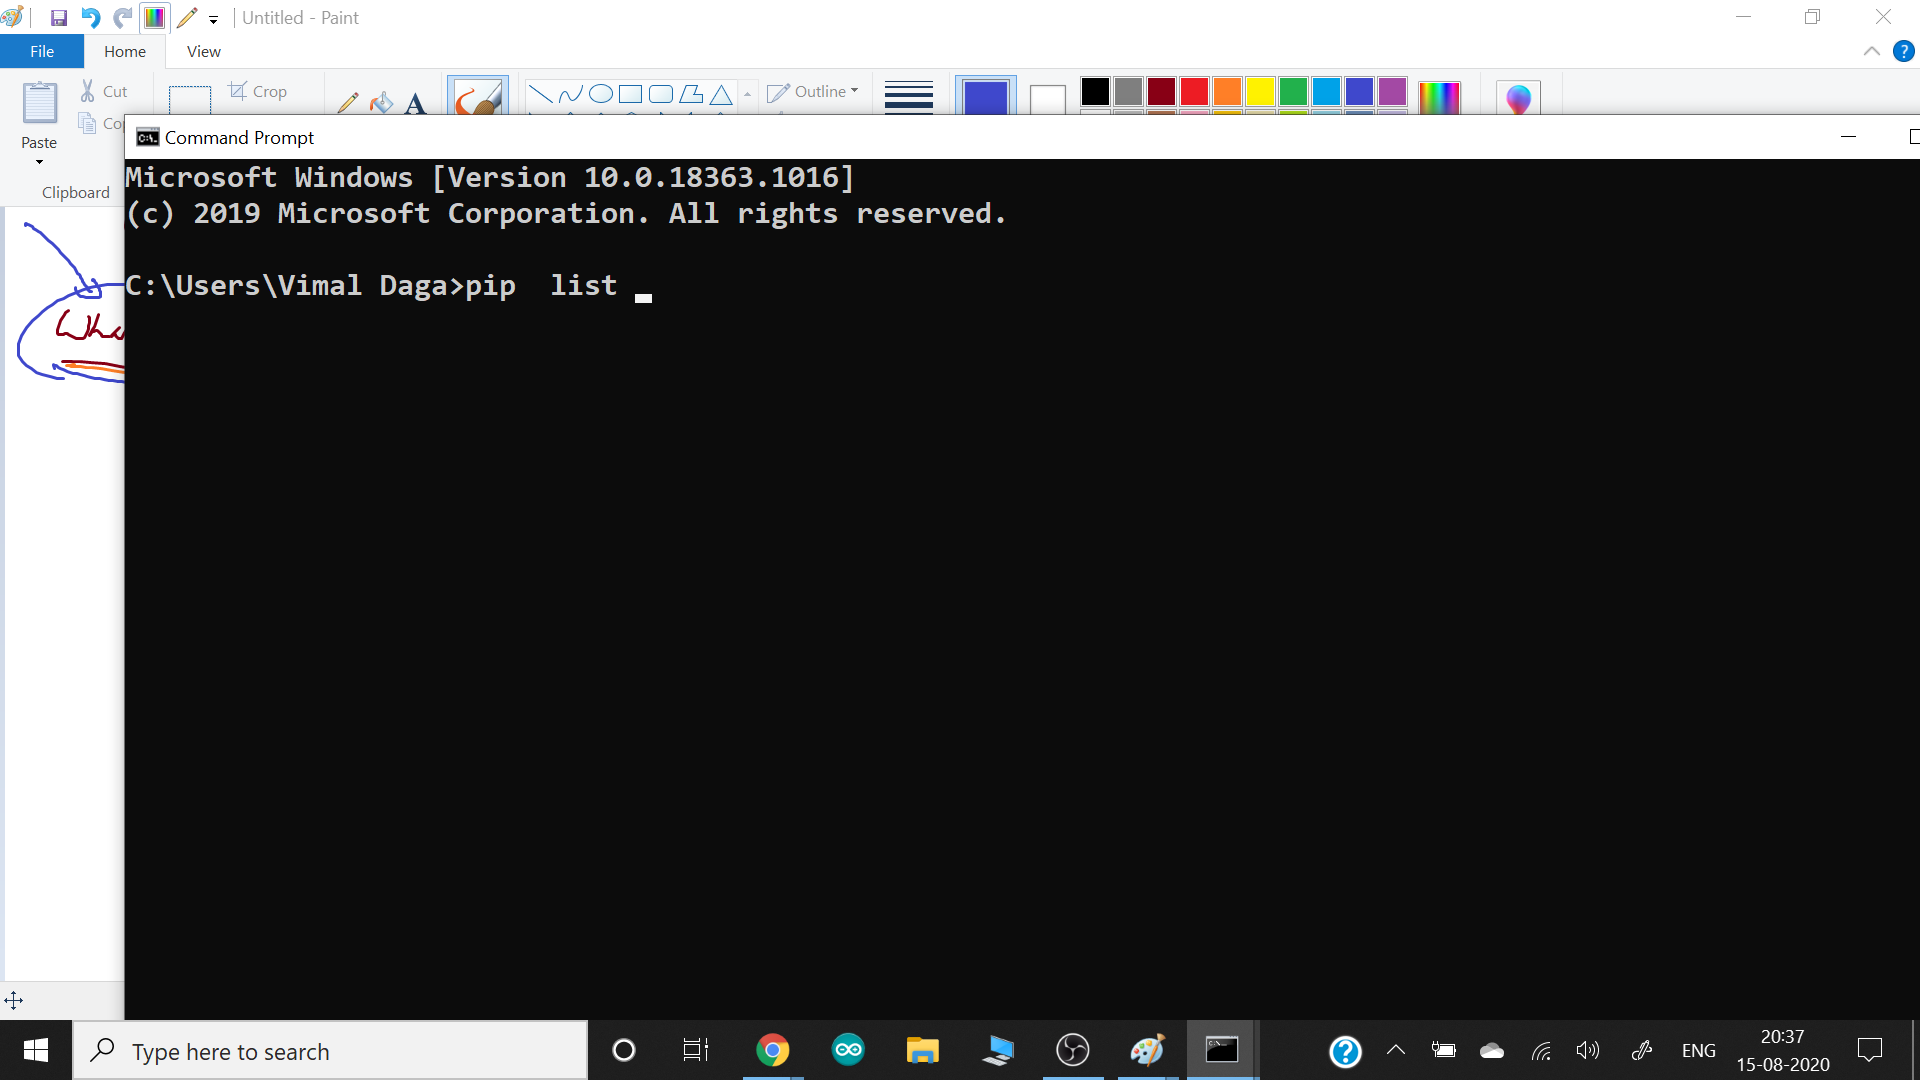 Untitled - Paint
File Home View
Paste
Cut
Crop
Outline
Clipboard
Command Prompt
Microsoft Windows [Version 10.0.18363.1016]
(c) 2019 Microsoft Corporation. All rights reserved.
C:\Users\Vimal Daga>pip  list
Type here to search
ENG
20:37
15-08-2020